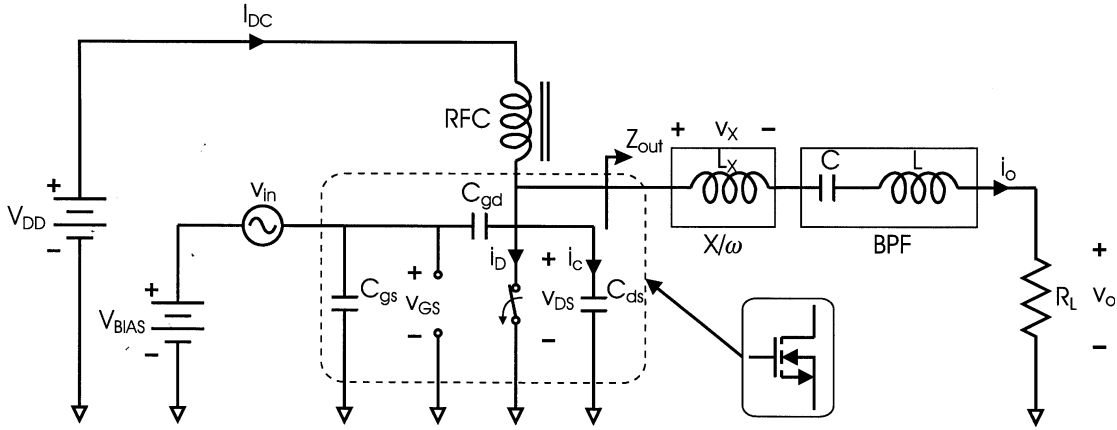 I_DC
RFC
Z_out
+ v_X −
L_X
C
L
i_o
X/ω
BPF
+
V_DD
−
v_in
C_gd
+
V_BIAS
−
C_gs
+
v_GS
−
i_D
+
v_DS
−
i_c
C_ds
R_L
+
v_o
−